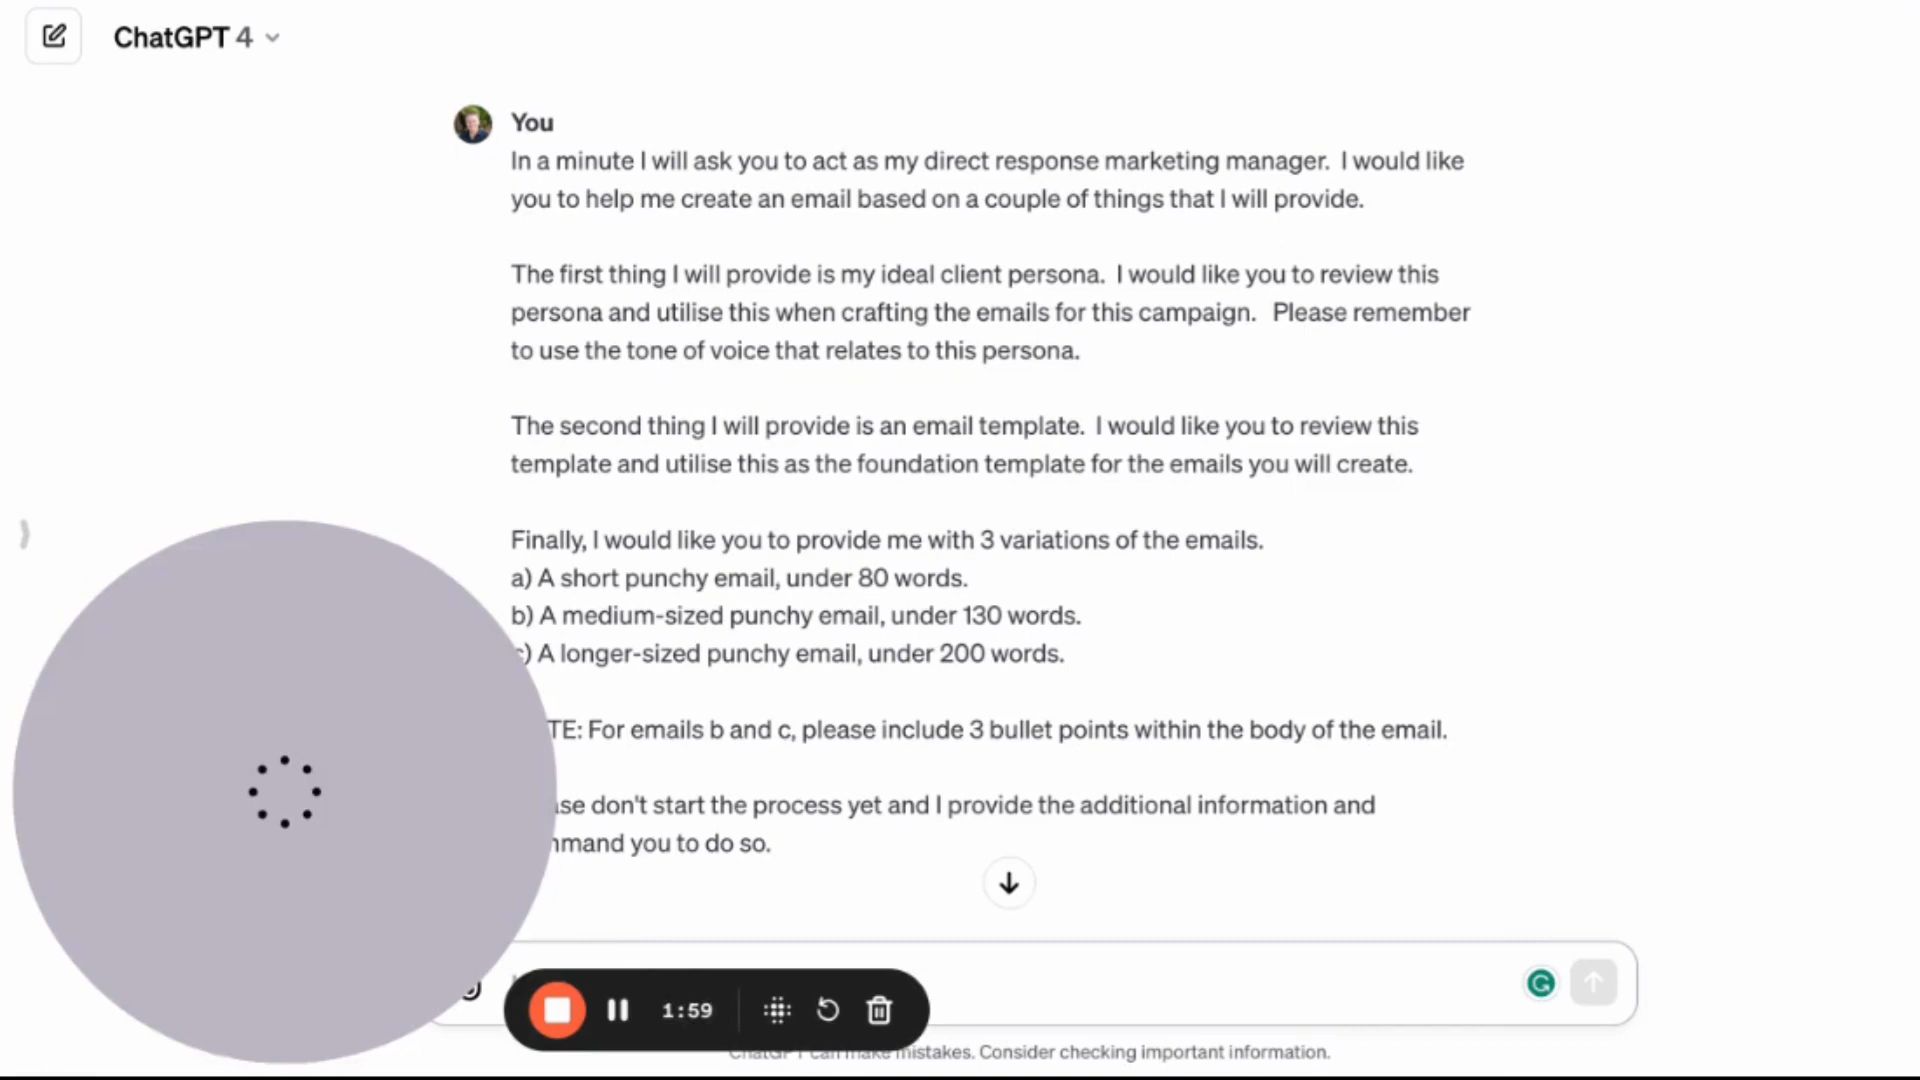 ChatGPT 4
You
In a minute I will ask you to act as my direct response marketing manager. I would like
you to help me create an email based on a couple of things that I will provide.
The first thing I will provide is my ideal client persona. I would like you to review this
persona and utilise this when crafting the emails for this campaign. Please remember
to use the tone of voice that relates to this persona.
The second thing I will provide is an email template. I would like you to review this
template and utilise this as the foundation template for the emails you will create.
Finally, I would like you to provide me with 3 variations of the emails.
a) A short punchy email, under 80 words.
b) A medium-sized punchy email, under 130 words.
) A longer-sized punchy email, under 200 words.
TE: For emails b and c, please include 3 bullet points within the body of the email.
se don't start the process yet and I provide the additional information and
mand you to do so.
1:59
ChatGPT can make mistakes. Consider checking important information.